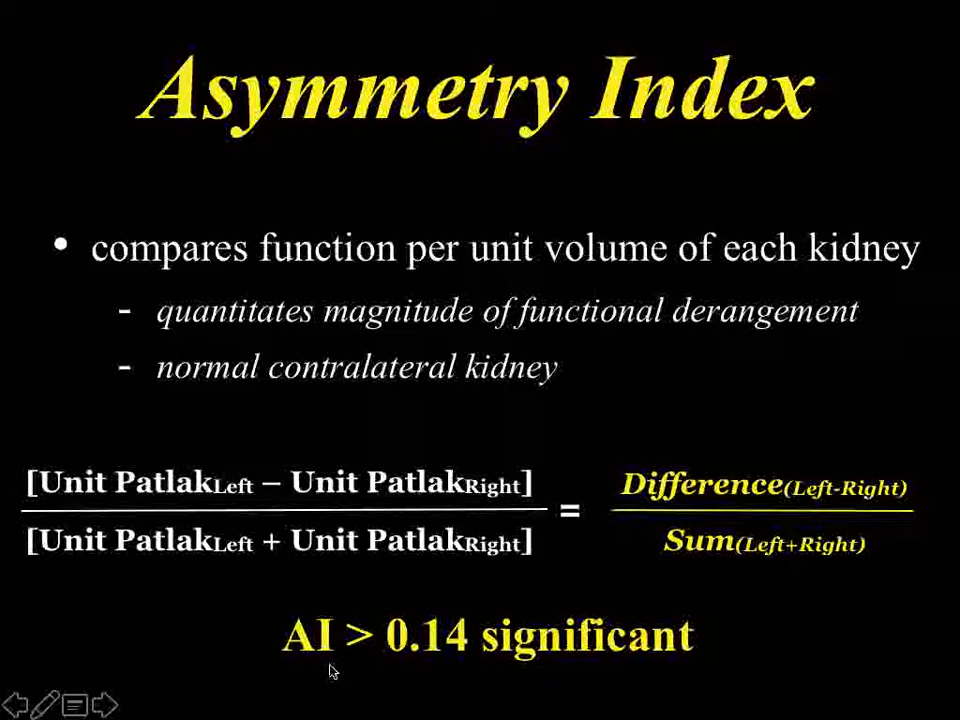 Asymmetry Index
• compares function per unit volume of each kidney
- quantitates magnitude of functional derangement
- normal contralateral kidney
[Unit PatlakLeft – Unit PatlakRight]
[Unit PatlakLeft + Unit PatlakRight]
=
Difference(Left-Right)
Sum(Left+Right)
AI > 0.14 significant